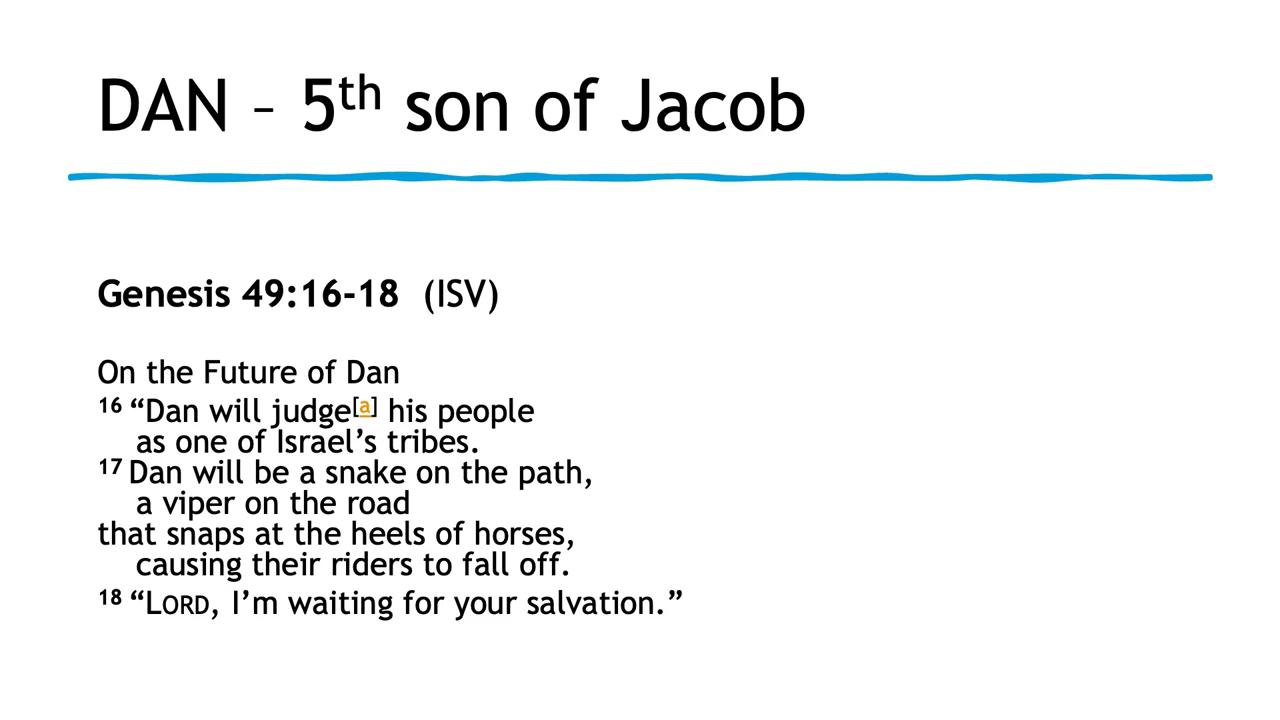 DAN – 5th son of Jacob
Genesis 49:16-18 (ISV)
On the Future of Dan
16 “Dan will judge[a] his people
as one of Israel’s tribes.
17 Dan will be a snake on the path,
a viper on the road
that snaps at the heels of horses,
causing their riders to fall off.
18 “LORD, I’m waiting for your salvation.”